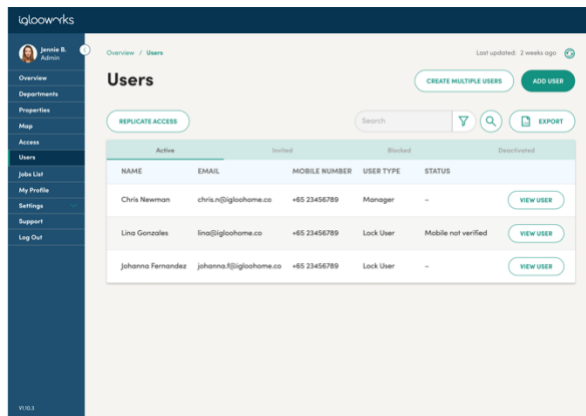 iglooworks
Jennie B.
Admin
Overview
Departments
Properties
Map
Access
Users
Jobs List
My Profile
Settings
Support
Log Out
V1.10.3
Overview / Users
Last updated: 2 weeks ago
Users
CREATE MULTIPLE USERS
ADD USER
REPLICATE ACCESS
Search
EXPORT
Active Invited Blocked Deactivated
NAME EMAIL MOBILE NUMBER USER TYPE STATUS
Chris Newman chris.n@igloohome.co +65 23456789 Manager – VIEW USER
Lina Gonzales lina@igloohome.co +65 23456789 Lock User Mobile not verified VIEW USER
Johanna Fernandez johanna.f@igloohome.co +65 23456789 Lock User – VIEW USER